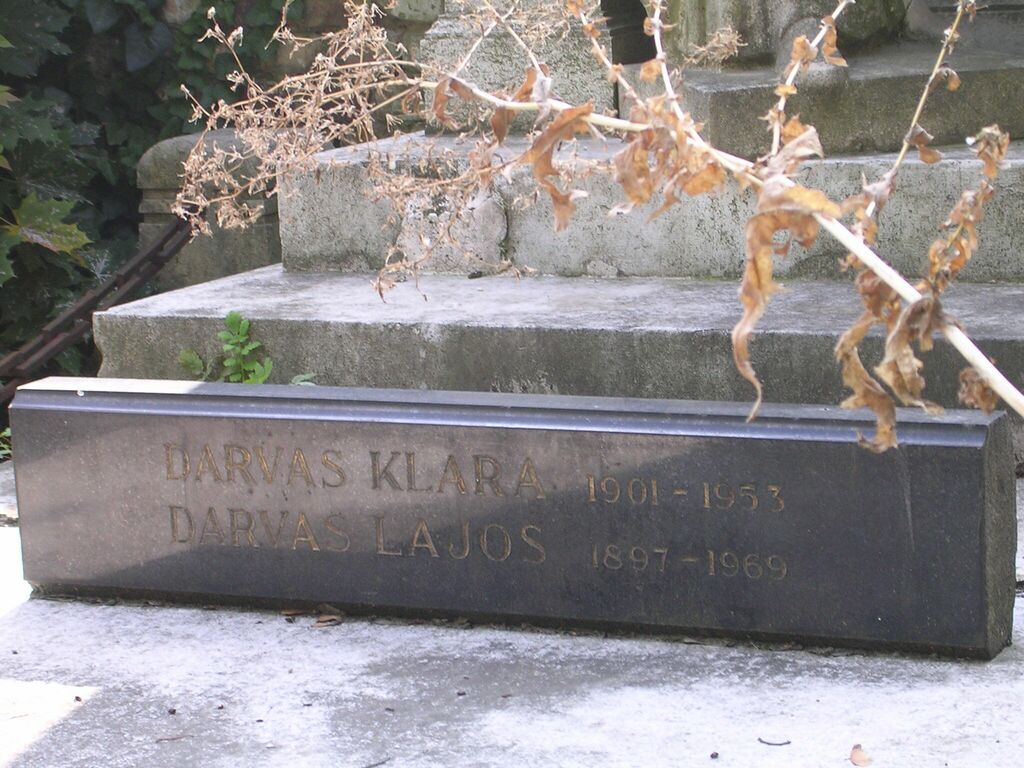 DARVAS KLARA 1901 - 1953
DARVAS LAJOS 1897 - 1969